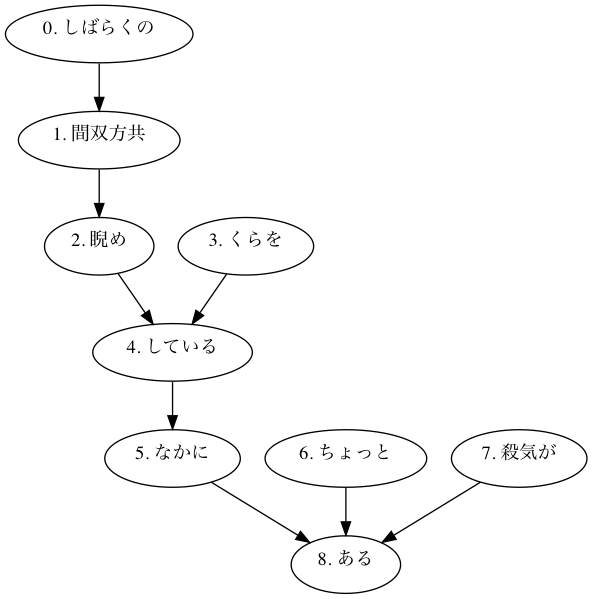 0. しばらくの
1. 間双方共
2. 睨め
3. くらを
4. している
5. なかに
6. ちょっと
7. 殺気が
8. ある